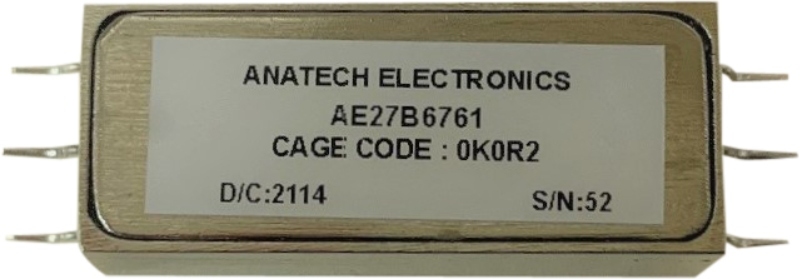 ANATECH ELECTRONICS
AE27B6761
CAGE CODE : 0K0R2
D/C:2114 S/N:52